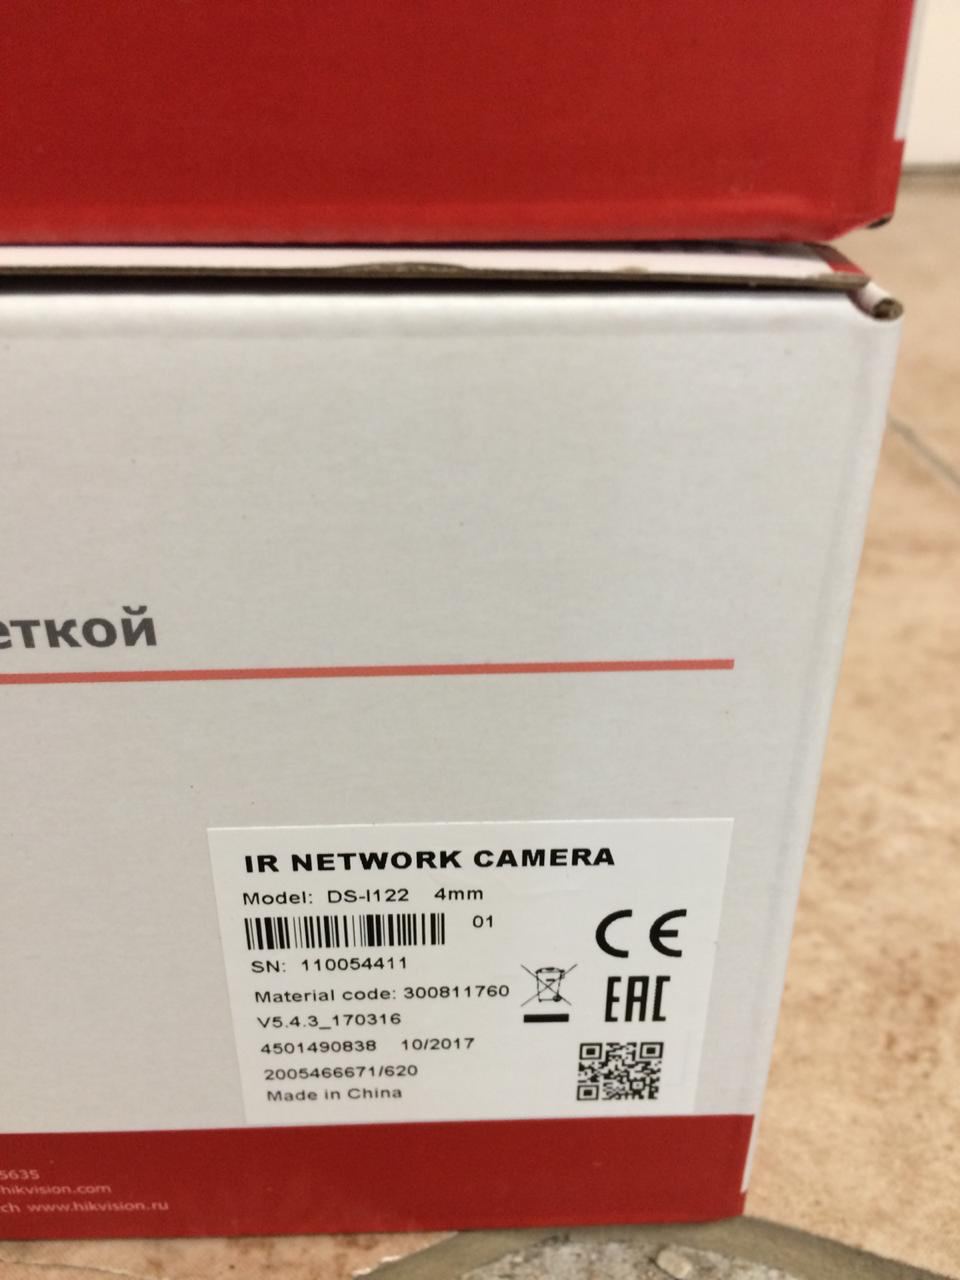 еткой
IR NETWORK CAMERA
Model: DS-I122 4mm
01
SN: 110054411
Material code: 300811760
V5.4.3_170316
4501490838 10/2017
2005466671/620
Made in China
CE
EAC
5635
hikvision.com
ch www.hikvision.ru